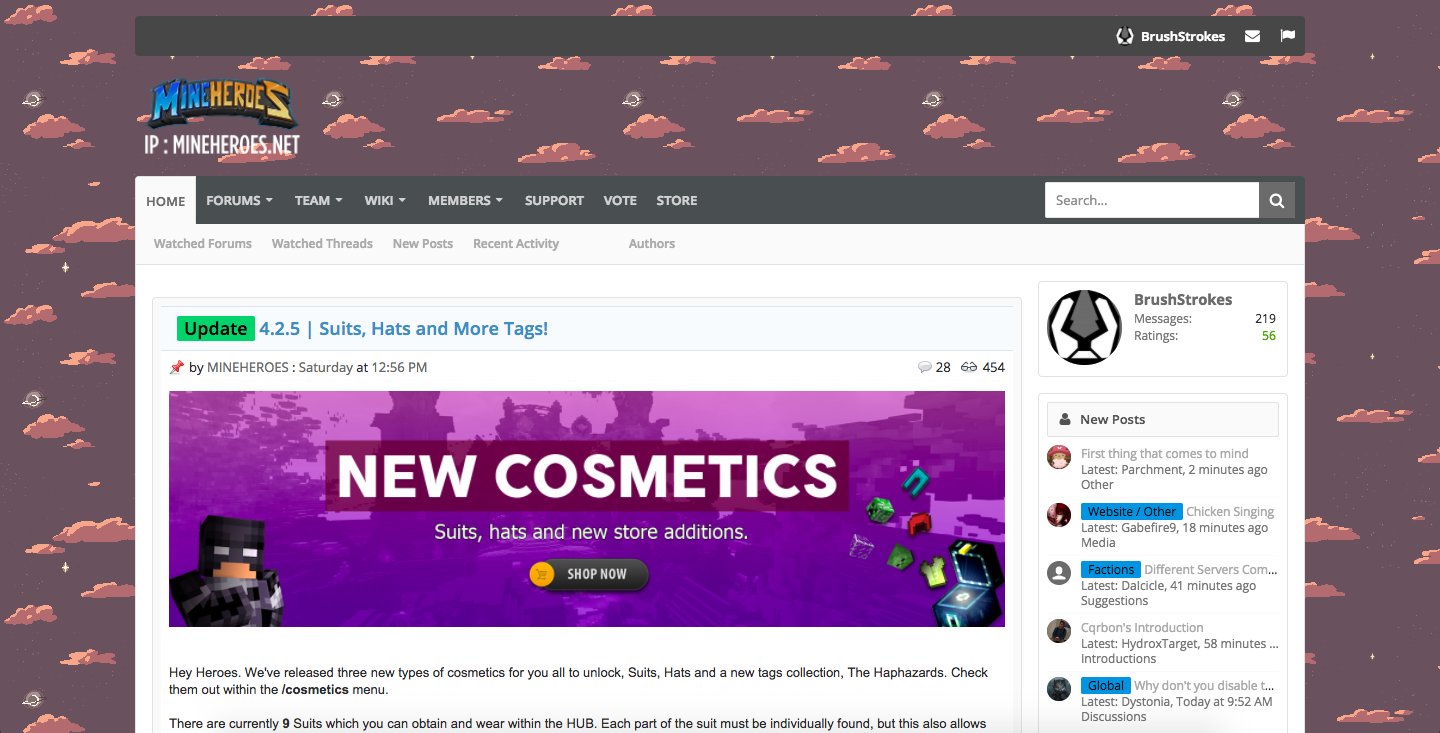 BrushStrokes
MINEHEROES
IP : MINEHEROES.NET
HOME FORUMS TEAM WIKI MEMBERS SUPPORT VOTE STORE Search...
Watched Forums Watched Threads New Posts Recent Activity Authors
Update 4.2.5 | Suits, Hats and More Tags!
by MINEHEROES : Saturday at 12:56 PM 28 454
NEW COSMETICS
Suits, hats and new store additions.
SHOP NOW
Hey Heroes. We've released three new types of cosmetics for you all to unlock, Suits, Hats and a new tags collection, The Haphazards. Check
them out within the /cosmetics menu.
There are currently 9 Suits which you can obtain and wear within the HUB. Each part of the suit must be individually found, but this also allows
BrushStrokes
Messages: 219
Ratings: 56
New Posts
First thing that comes to mind
Latest: Parchment, 2 minutes ago
Other
Website / Other Chicken Singing
Latest: Gabefire9, 18 minutes ago
Media
Factions Different Servers Com...
Latest: Dalcicle, 41 minutes ago
Suggestions
Cqrbon's Introduction
Latest: HydroxTarget, 58 minutes ...
Introductions
Global Why don't you disable t...
Latest: Dystonia, Today at 9:52 AM
Discussions